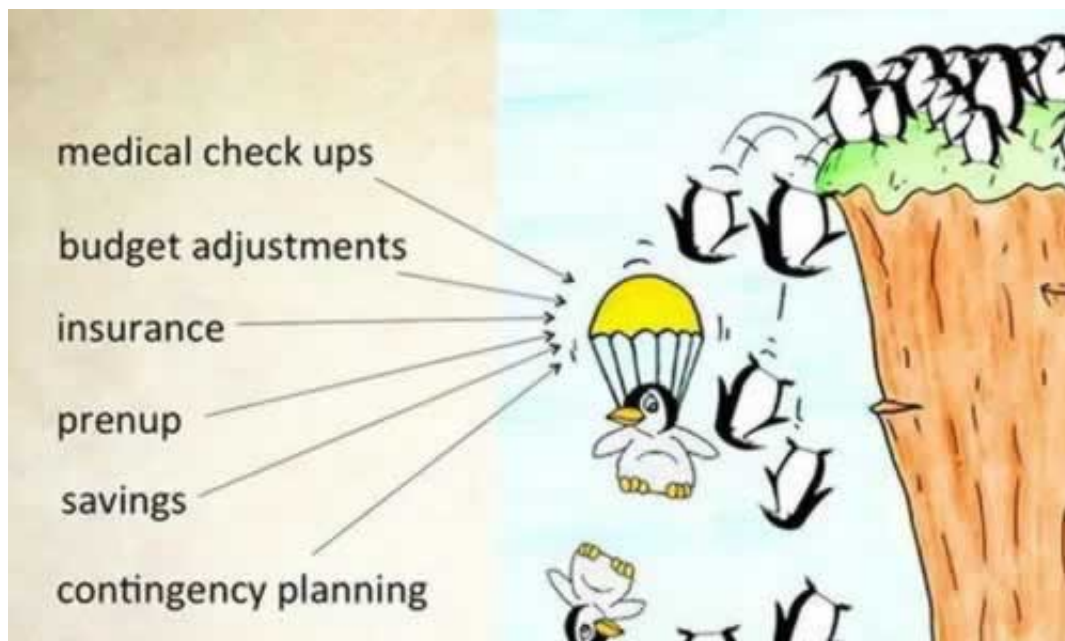 medical check ups
budget adjustments
insurance
prenup
savings
contingency planning